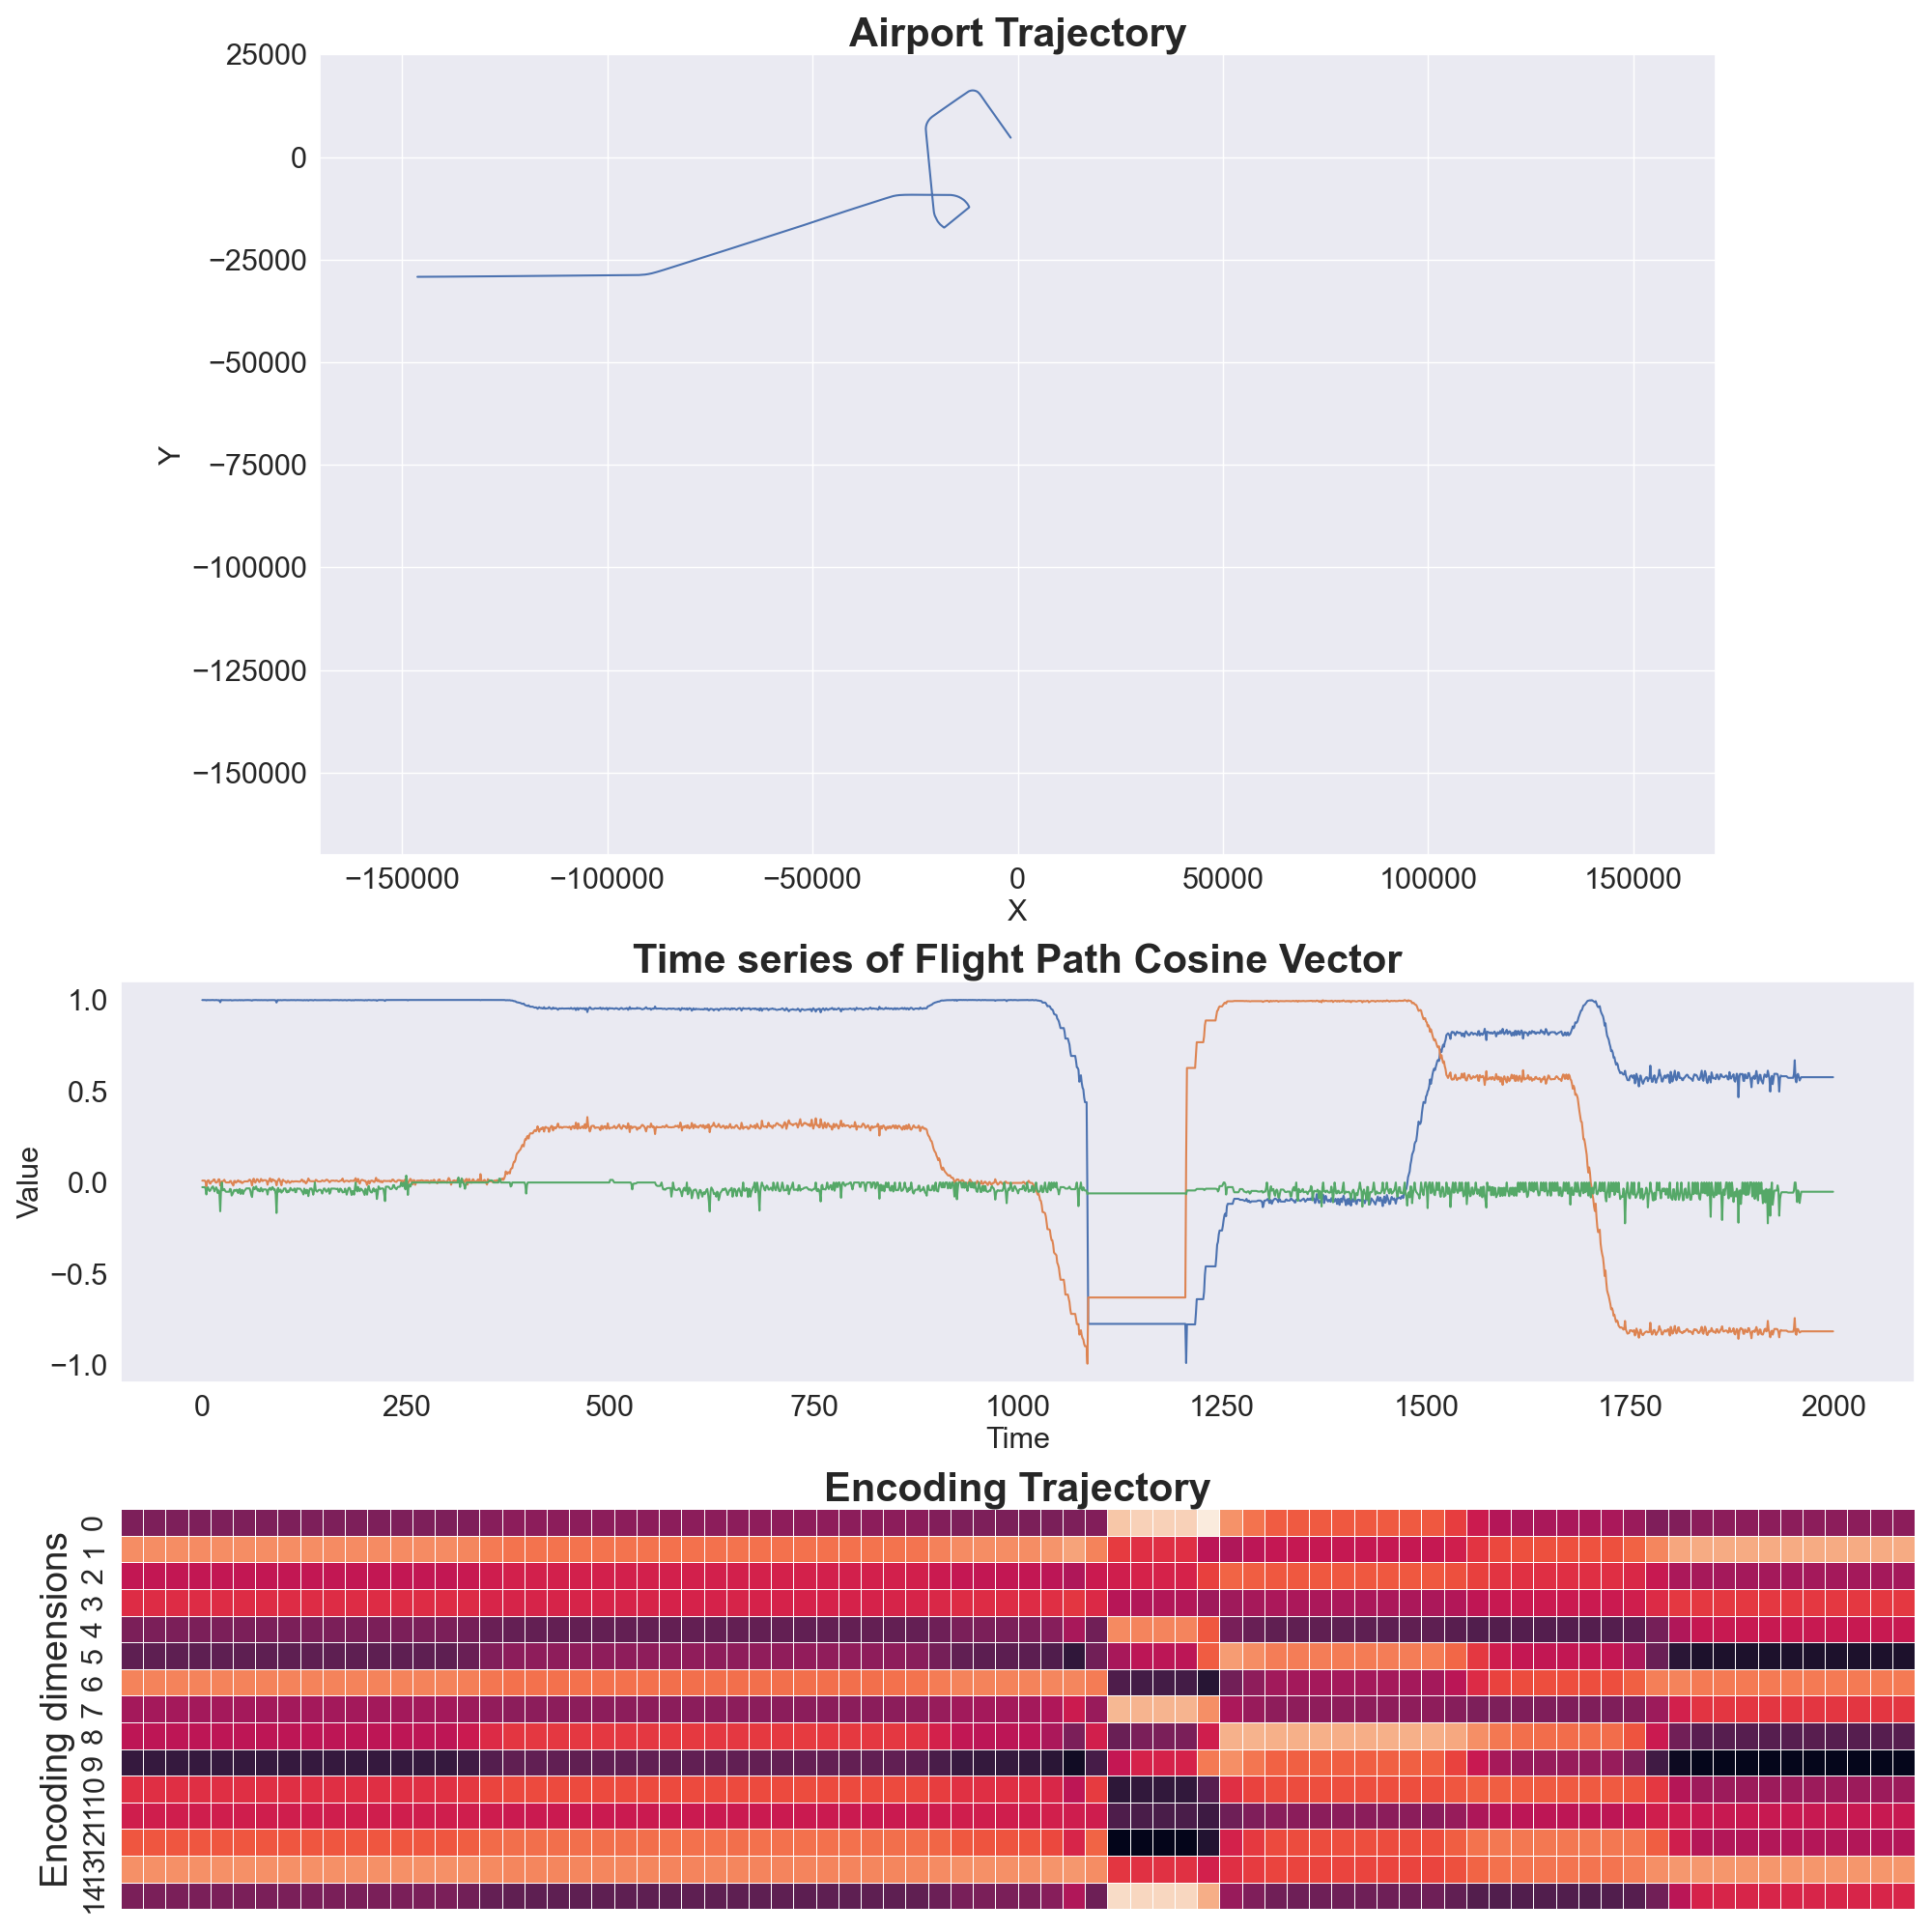 Airport Trajectory
25000
0
−25000
−50000
−75000
−100000
−125000
−150000
Y
−150000 −100000 −50000 0 50000 100000 150000
X
Time series of Flight Path Cosine Vector
1.0
0.5
0.0
−0.5
−1.0
Value
0 250 500 750 1000 1250 1500 1750 2000
Time
Encoding Trajectory
Encoding dimensions
0
1
2
3
4
5
6
7
8
9
10
11
12
13
14